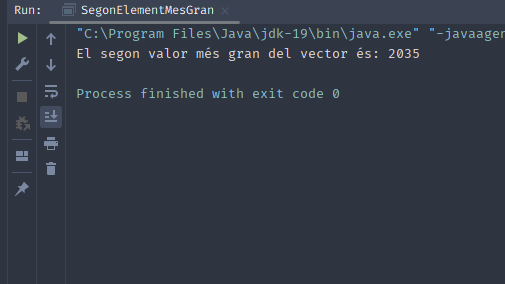 Run: SegonElementMesGran
"C:\Program Files\Java\jdk-19\bin\java.exe" "-javaagen
El segon valor més gran del vector és: 2035
Process finished with exit code 0